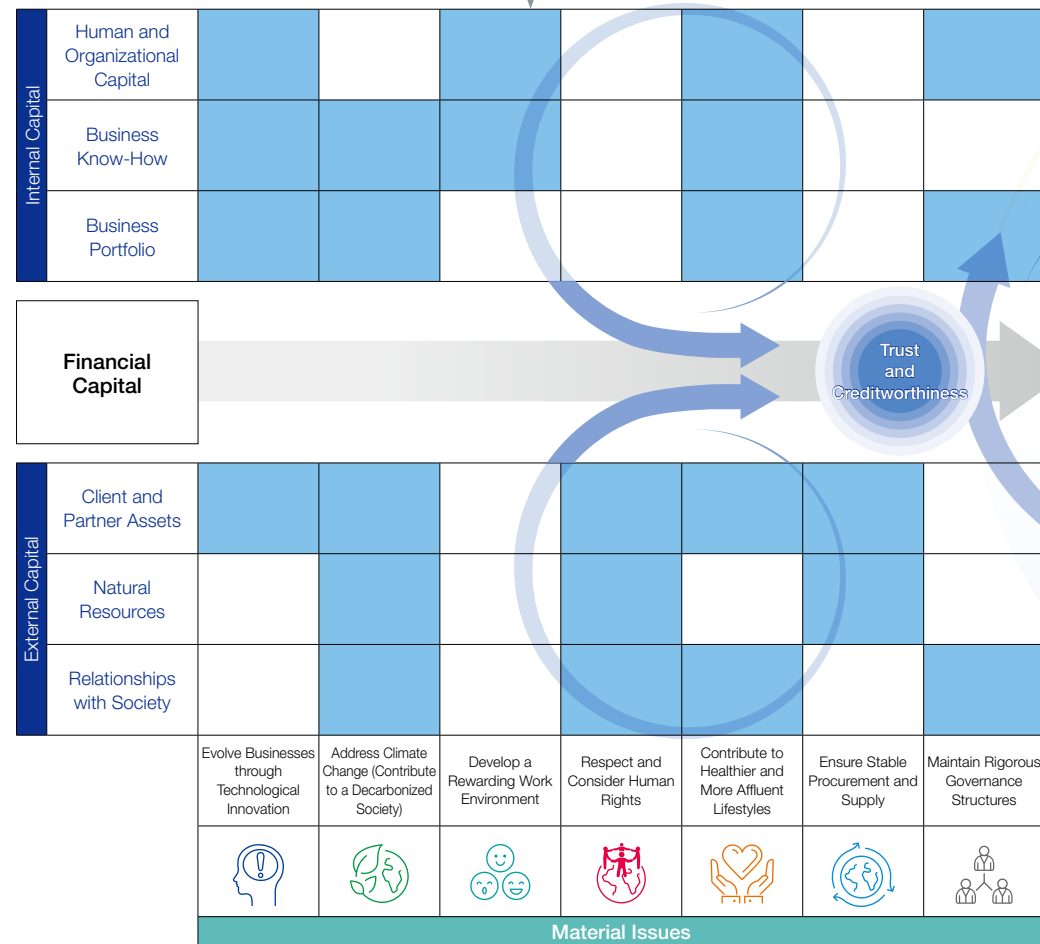 Internal Capital
Human and
Organizational
Capital
Business
Know-How
Business
Portfolio
Financial
Capital
Trust
and
Creditworthiness
External Capital
Client and
Partner Assets
Natural
Resources
Relationships
with Society
Evolve Businesses
through
Technological
Innovation
Address Climate
Change (Contribute
to a Decarbonized
Society)
Develop a
Rewarding Work
Environment
Respect and
Consider Human
Rights
Contribute to
Healthier and
More Affluent
Lifestyles
Ensure Stable
Procurement and
Supply
Maintain Rigorous
Governance
Structures
Material Issues